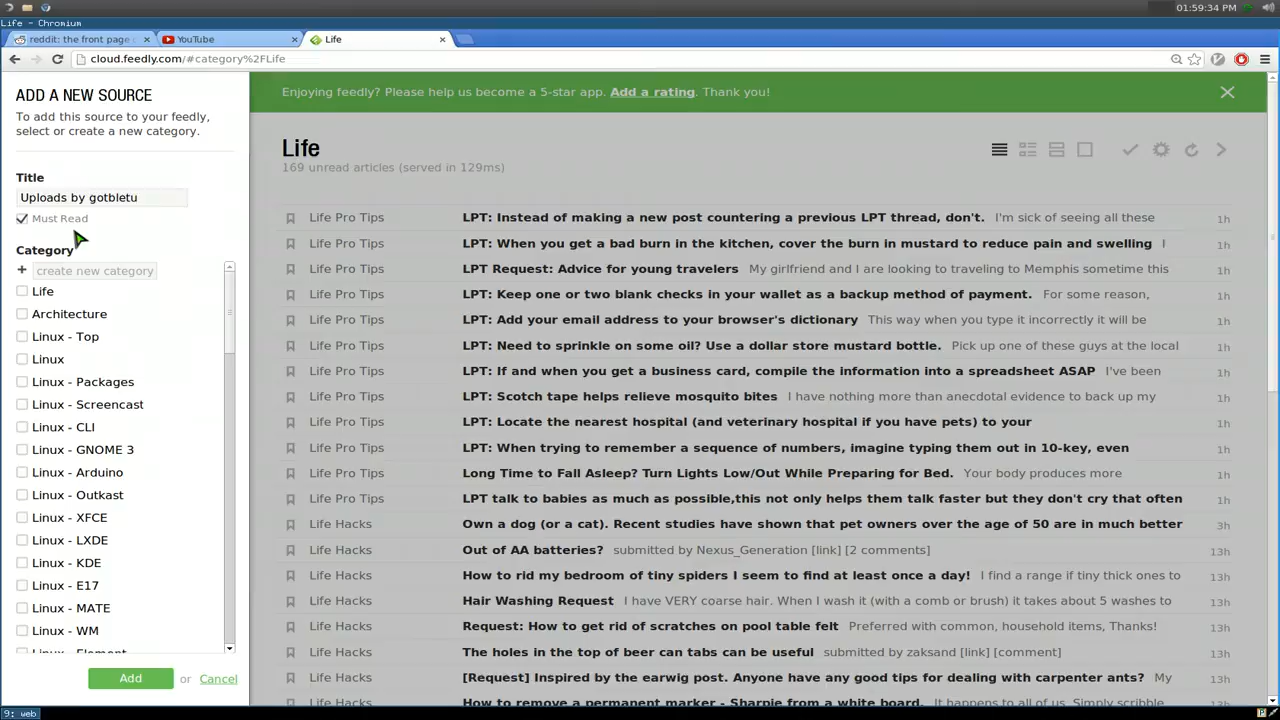 01:59:34 PM
Life - Chromium
reddit: the front page o
YouTube
Life
cloud.feedly.com/#category%2FLife
ADD A NEW SOURCE
To add this source to your feedly,
select or create a new category.
Title
Uploads by gotbletu
Must Read
Category
+ create new category
Life
Architecture
Linux - Top
Linux
Linux - Packages
Linux - Screencast
Linux - CLI
Linux - GNOME 3
Linux - Arduino
Linux - Outkast
Linux - XFCE
Linux - LXDE
Linux - KDE
Linux - E17
Linux - MATE
Linux - WM
Linux - Element
Add or Cancel
Enjoying feedly? Please help us become a 5-star app. Add a rating. Thank you!
Life
169 unread articles (served in 129ms)
Life Pro Tips LPT: Instead of making a new post countering a previous LPT thread, don't. I'm sick of seeing all these 1h
Life Pro Tips LPT: When you get a bad burn in the kitchen, cover the burn in mustard to reduce pain and swelling I 1h
Life Pro Tips LPT Request: Advice for young travelers My girlfriend and I are looking to traveling to Memphis sometime this 1h
Life Pro Tips LPT: Keep one or two blank checks in your wallet as a backup method of payment. For some reason, 1h
Life Pro Tips LPT: Add your email address to your browser's dictionary This way when you type it incorrectly it will be 1h
Life Pro Tips LPT: Need to sprinkle on some oil? Use a dollar store mustard bottle. Pick up one of these guys at the local 1h
Life Pro Tips LPT: If and when you get a business card, compile the information into a spreadsheet ASAP I've been 1h
Life Pro Tips LPT: Scotch tape helps relieve mosquito bites I have nothing more than anecdotal evidence to back up my 1h
Life Pro Tips LPT: Locate the nearest hospital (and veterinary hospital if you have pets) to your 1h
Life Pro Tips LPT: When trying to remember a sequence of numbers, imagine typing them out in 10-key, even 1h
Life Pro Tips Long Time to Fall Asleep? Turn Lights Low/Out While Preparing for Bed. Your body produces more 1h
Life Pro Tips LPT talk to babies as much as possible,this not only helps them talk faster but they don't cry that often 1h
Life Hacks Own a dog (or a cat). Recent studies have shown that pet owners over the age of 50 are in much better 3h
Life Hacks Out of AA batteries? submitted by Nexus_Generation [link] [2 comments] 13h
Life Hacks How to rid my bedroom of tiny spiders I seem to find at least once a day! I find a range if tiny thick ones to 13h
Life Hacks Hair Washing Request I have VERY coarse hair. When I wash it (with a comb or brush) it takes about 5 washes to 13h
Life Hacks Request: How to get rid of scratches on pool table felt Preferred with common, household items, Thanks! 13h
Life Hacks The holes in the top of beer can tabs can be useful submitted by zaksand [link] [comment] 13h
Life Hacks [Request] Inspired by the earwig post. Anyone have any good tips for dealing with carpenter ants? My 13h
Life Hacks How to remove a permanent marker - Sharpie from a white board. It happens to all of us. Simply scribble 13h
9: web